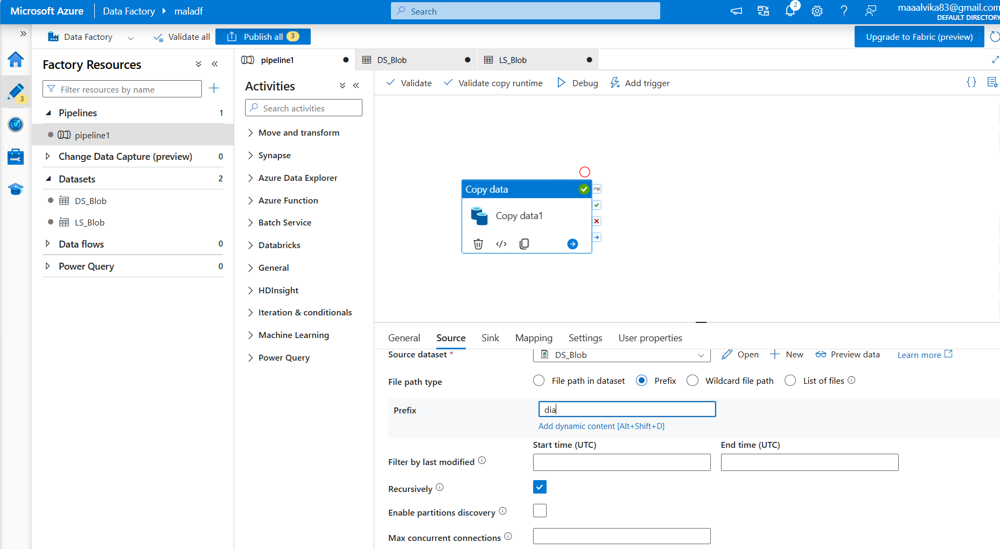 Microsoft Azure
Data Factory
maladf
Search
2
maaalvika83@gmail.com
DEFAULT DIRECTORY
Data Factory
Validate all
Publish all
3
Upgrade to Fabric (preview)
3
Factory Resources
Filter resources by name
Pipelines
1
pipeline1
Change Data Capture (preview)
0
Datasets
2
DS_Blob
LS_Blob
Data flows
0
Power Query
0
pipeline1
DS_Blob
LS_Blob
Activities
Search activities
Move and transform
Synapse
Azure Data Explorer
Azure Function
Batch Service
Databricks
General
HDInsight
Iteration & conditionals
Machine Learning
Power Query
Validate
Validate copy runtime
Debug
Add trigger
Copy data
Copy data1
General
Source
Sink
Mapping
Settings
User properties
Source dataset *
DS_Blob
Open
New
Preview data
Learn more
File path type
File path in dataset
Prefix
Wildcard file path
List of files
Prefix
dia
Add dynamic content [Alt+Shift+D]
Start time (UTC)
End time (UTC)
Filter by last modified
Recursively
Enable partitions discovery
Max concurrent connections